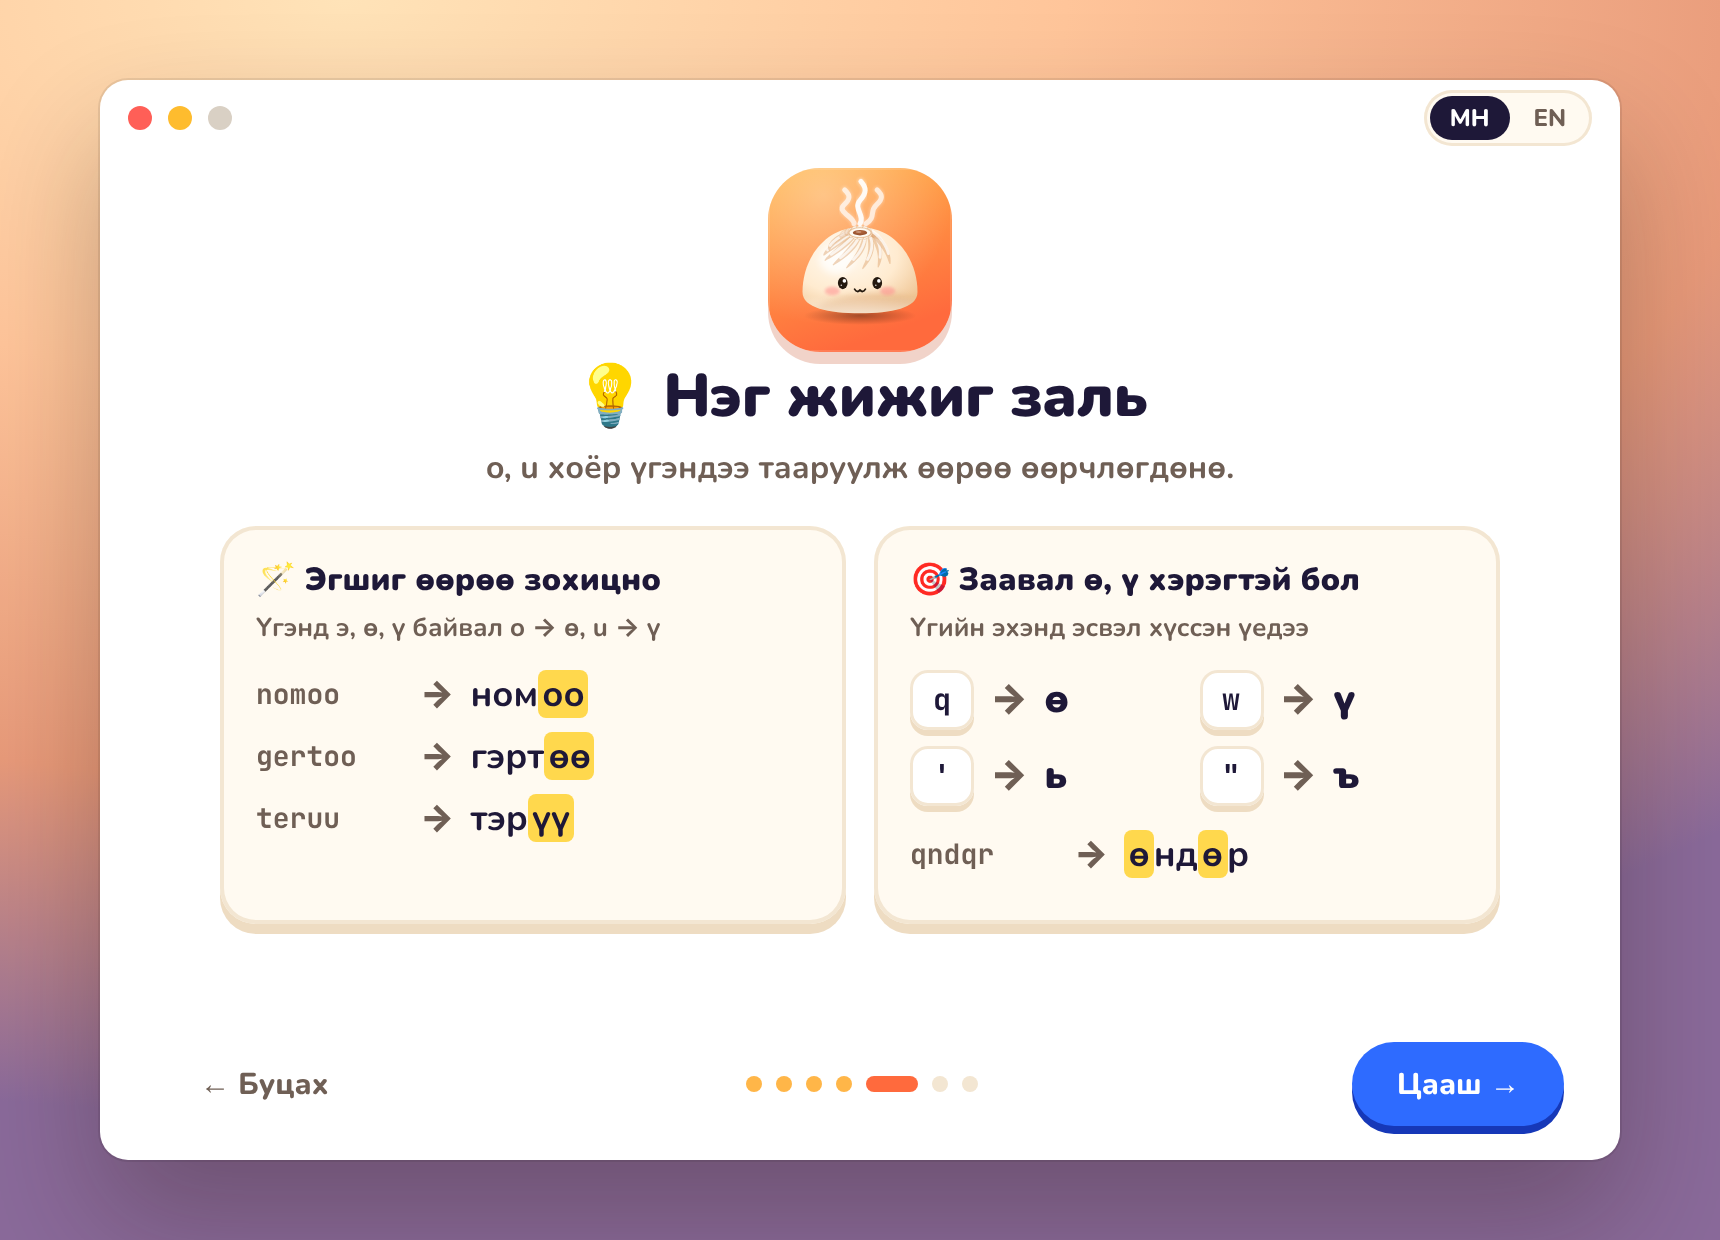 МН EN
💡 Нэг жижиг заль
o, u хоёр үгэндээ тааруулж өөрөө өөрчлөгдөнө.
🪄 Эгшиг өөрөө зохицно
Үгэнд э, ө, ү байвал o → ө, u → ү
nomoo → номоо
gertoo → гэртөө
teruu → тэрүү
🎯 Заавал ө, ү хэрэгтэй бол
Үгийн эхэнд эсвэл хүссэн үедээ
q → ө w → ү
' → ь " → ъ
qndqr → өндөр
← Буцах
Цааш →